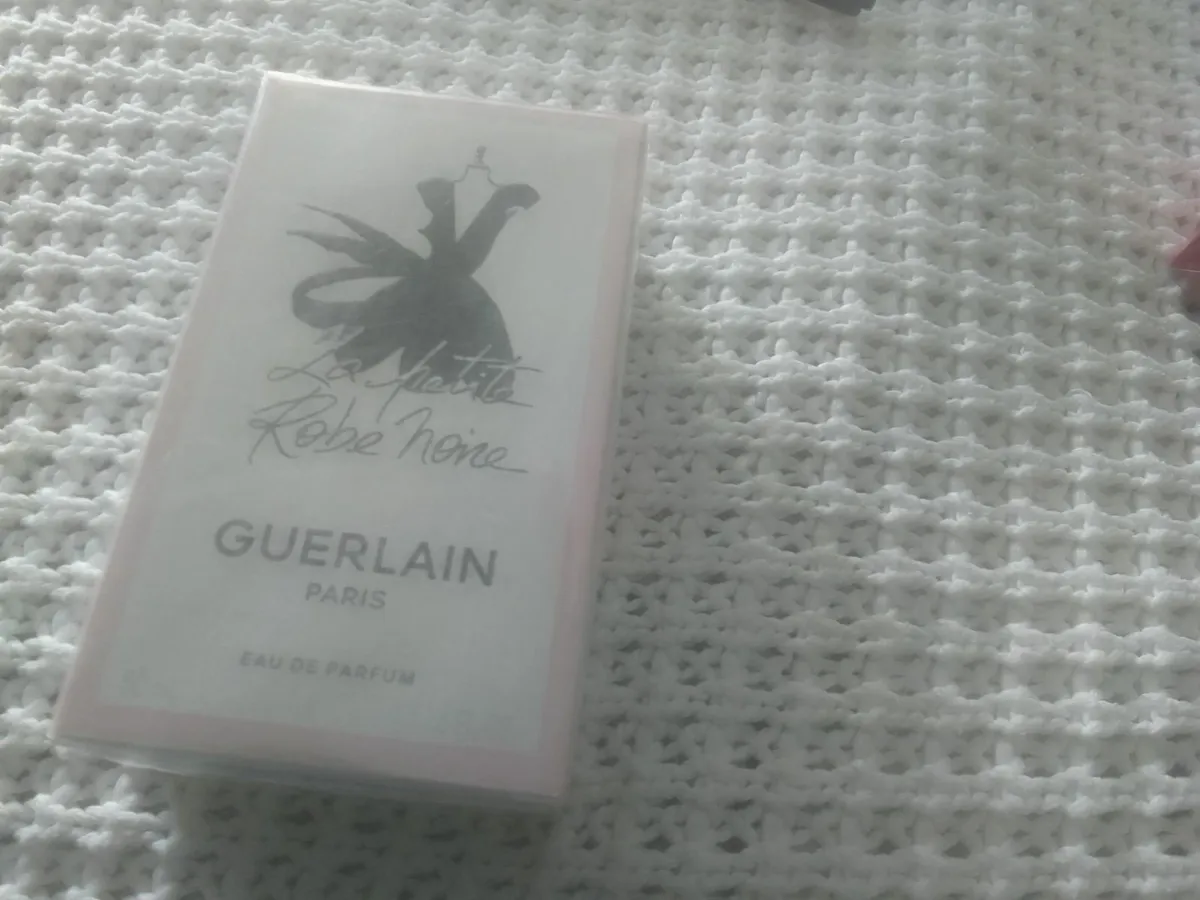 La petite
Robe Noire
GUERLAIN
PARIS
EAU DE PARFUM